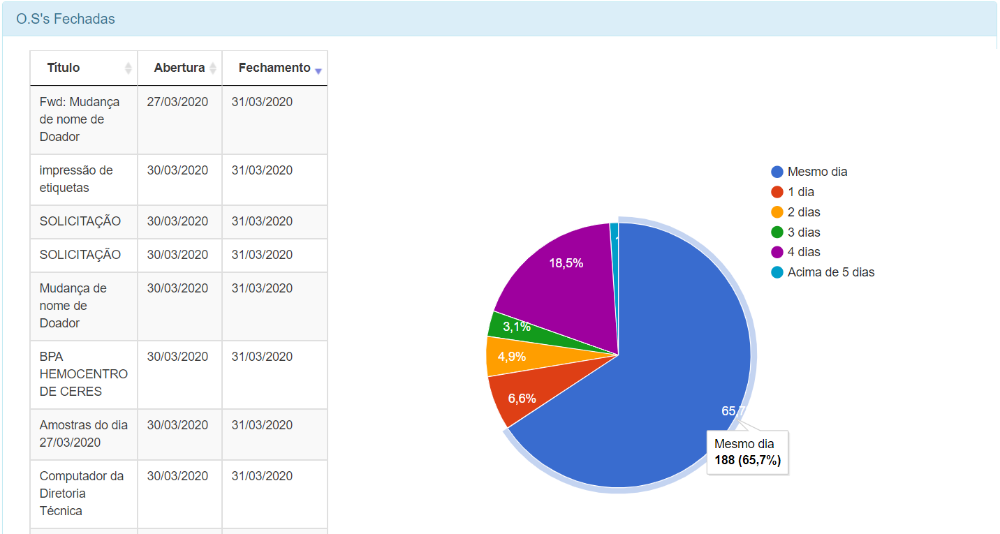 O.S's Fechadas
Título Abertura Fechamento
Fwd: Mudança 27/03/2020 31/03/2020
de nome de
Doador
impressão de 30/03/2020 31/03/2020
etiquetas
SOLICITAÇÃO 30/03/2020 31/03/2020
SOLICITAÇÃO 30/03/2020 31/03/2020
Mudança de 30/03/2020 31/03/2020
nome de
Doador
BPA 30/03/2020 31/03/2020
HEMOCENTRO
DE CERES
Amostras do dia 30/03/2020 31/03/2020
27/03/2020
Computador da 30/03/2020 31/03/2020
Diretoria
Técnica
Mesmo dia
1 dia
2 dias
3 dias
4 dias
Acima de 5 dias
18,5%
3,1%
4,9%
6,6%
Mesmo dia
188 (65,7%)